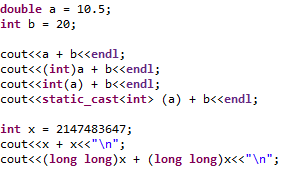 double a = 10.5;
int b = 20;
cout<<a + b<<endl;
cout<<(int)a + b<<endl;
cout<<int(a) + b<<endl;
cout<<static_cast<int> (a) + b<<endl;
int x = 2147483647;
cout<<x + x<<"\n";
cout<<(long long)x + (long long)x<<"\n";